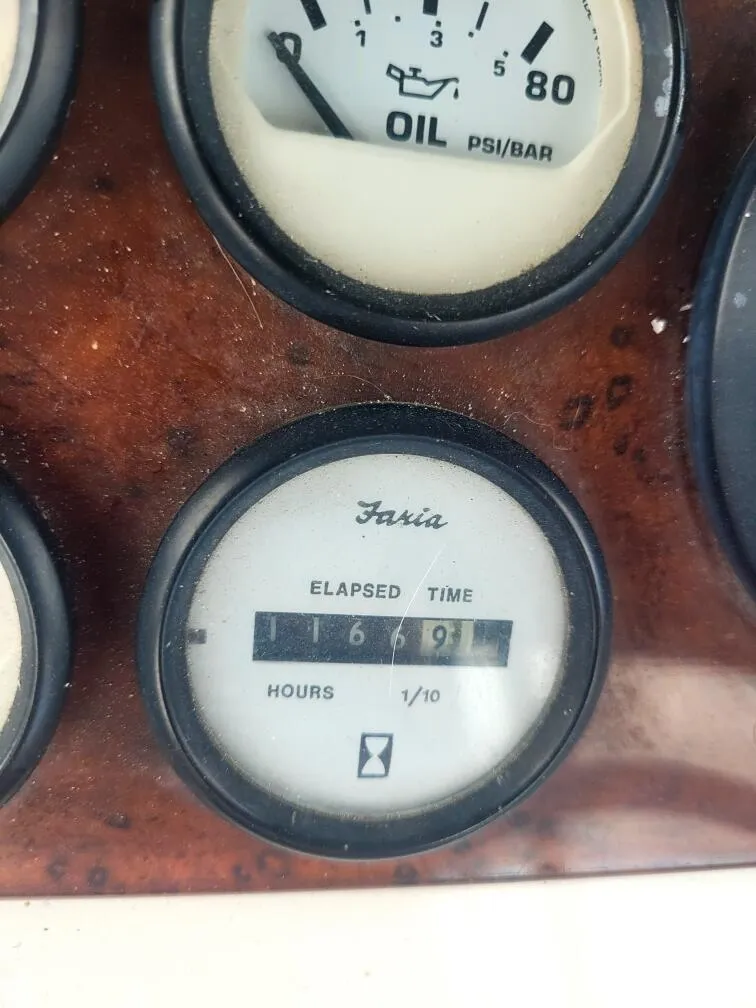 0
1 3 5
80
OIL PSI/BAR
Faria
ELAPSED TIME
1 1 6 6 9
HOURS 1/10